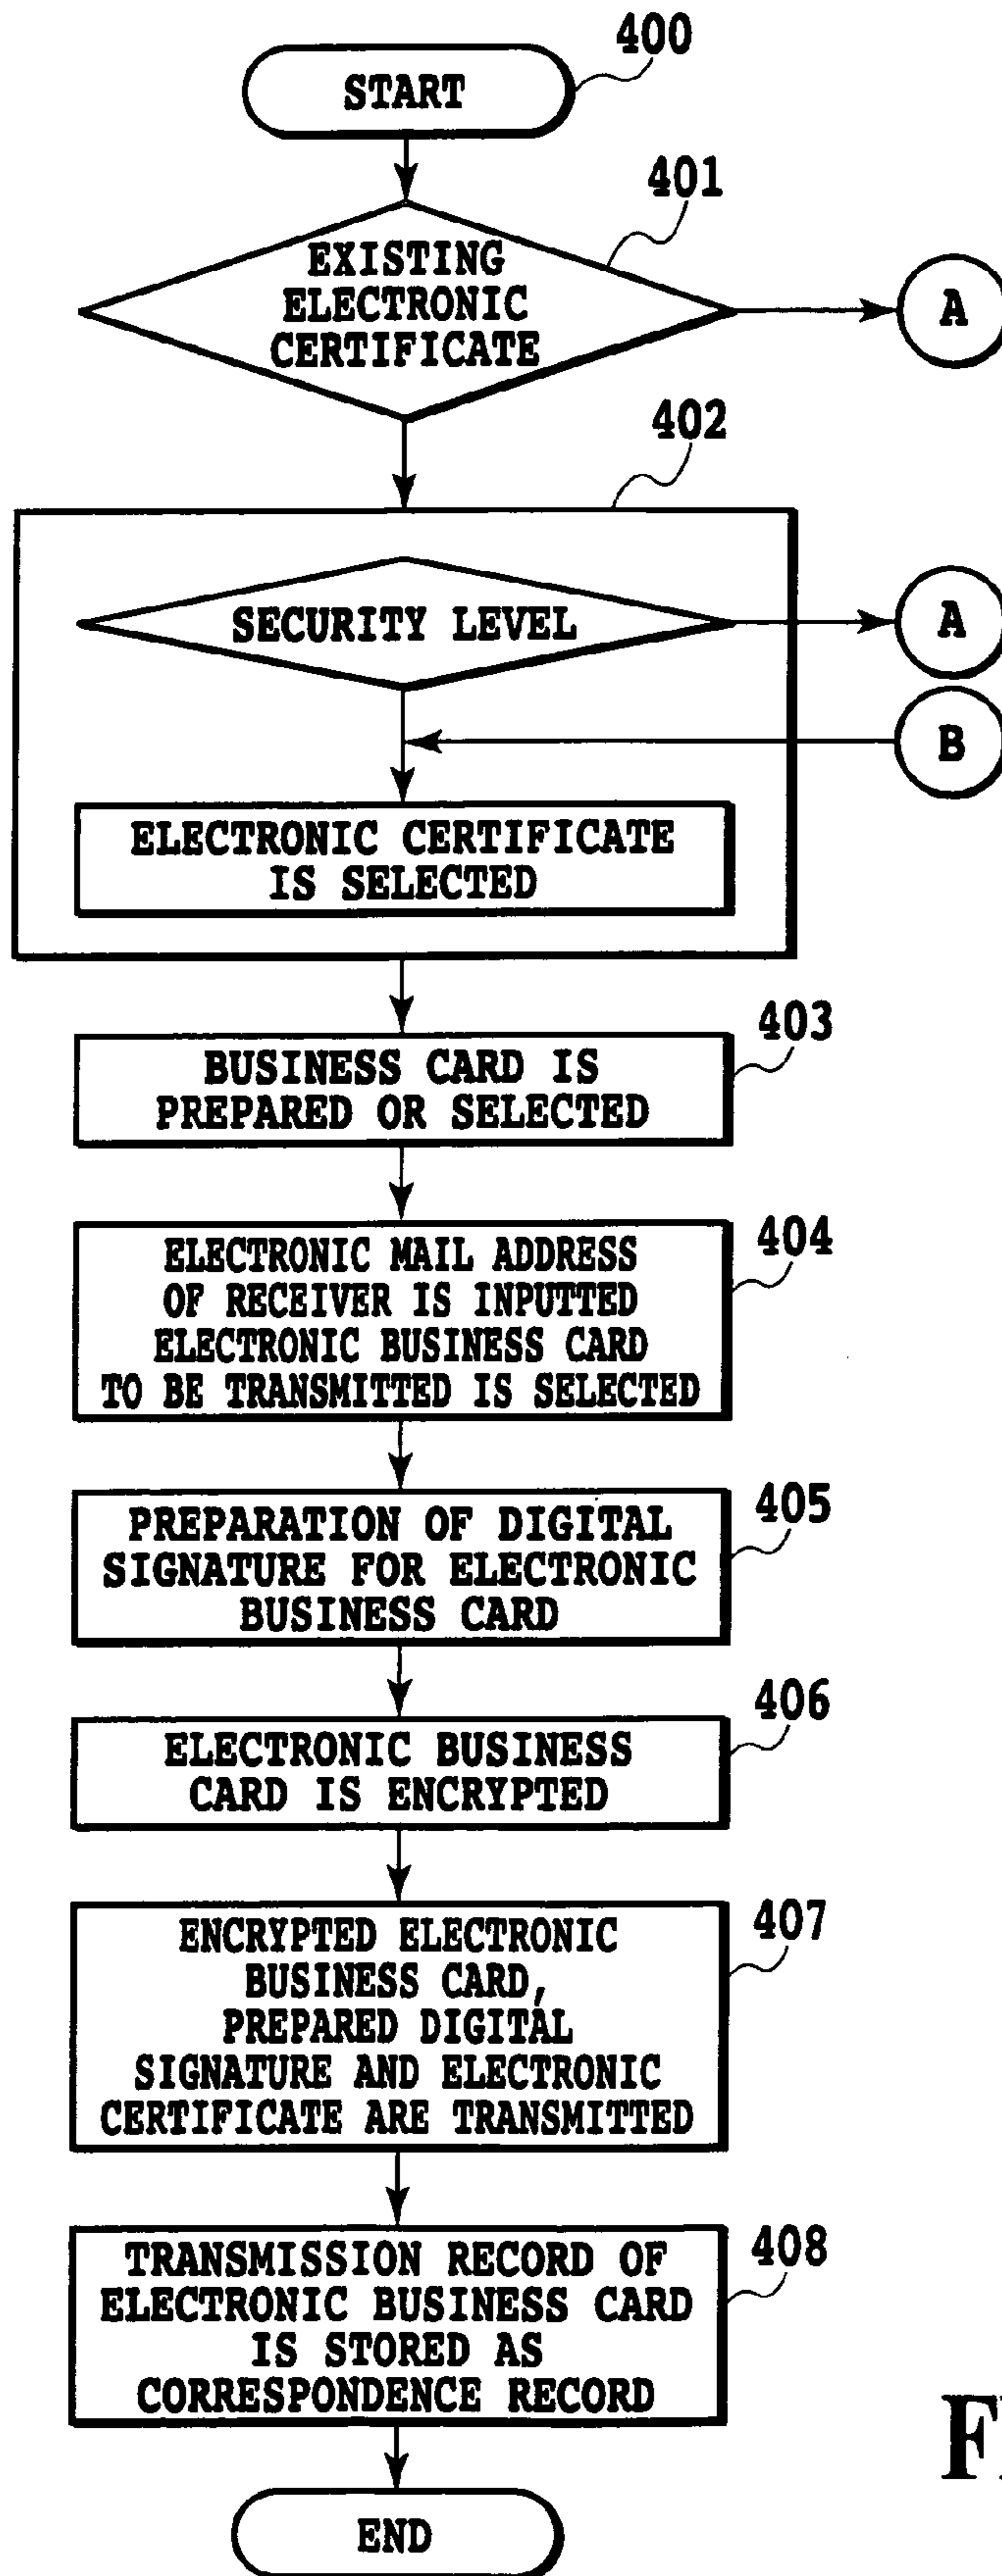 400
START
401
EXISTING
ELECTRONIC
CERTIFICATE
A
402
SECURITY LEVEL
A
B
ELECTRONIC CERTIFICATE
IS SELECTED
403
BUSINESS CARD IS
PREPARED OR SELECTED
404
ELECTRONIC MAIL ADDRESS
OF RECEIVER IS INPUTTED
ELECTRONIC BUSINESS CARD
TO BE TRANSMITTED IS SELECTED
405
PREPARATION OF DIGITAL
SIGNATURE FOR ELECTRONIC
BUSINESS CARD
406
ELECTRONIC BUSINESS
CARD IS ENCRYPTED
407
ENCRYPTED ELECTRONIC
BUSINESS CARD,
PREPARED DIGITAL
SIGNATURE AND ELECTRONIC
CERTIFICATE ARE TRANSMITTED
408
TRANSMISSION RECORD OF
ELECTRONIC BUSINESS CARD
IS STORED AS
CORRESPONDENCE RECORD
END